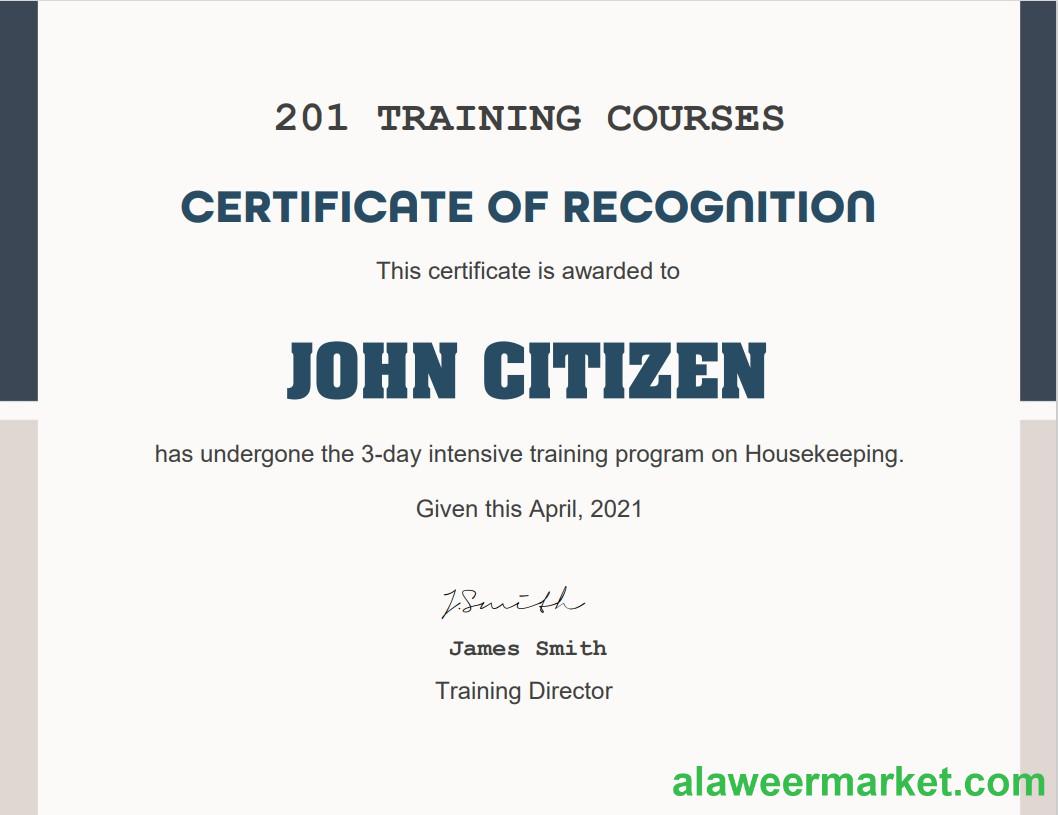 201 TRAINING COURSES
CERTIFICATE OF RECOGNITION
This certificate is awarded to
JOHN CITIZEN
has undergone the 3-day intensive training program on Housekeeping.
Given this April, 2021
J.Smith
James Smith
Training Director
alaweermarket.com